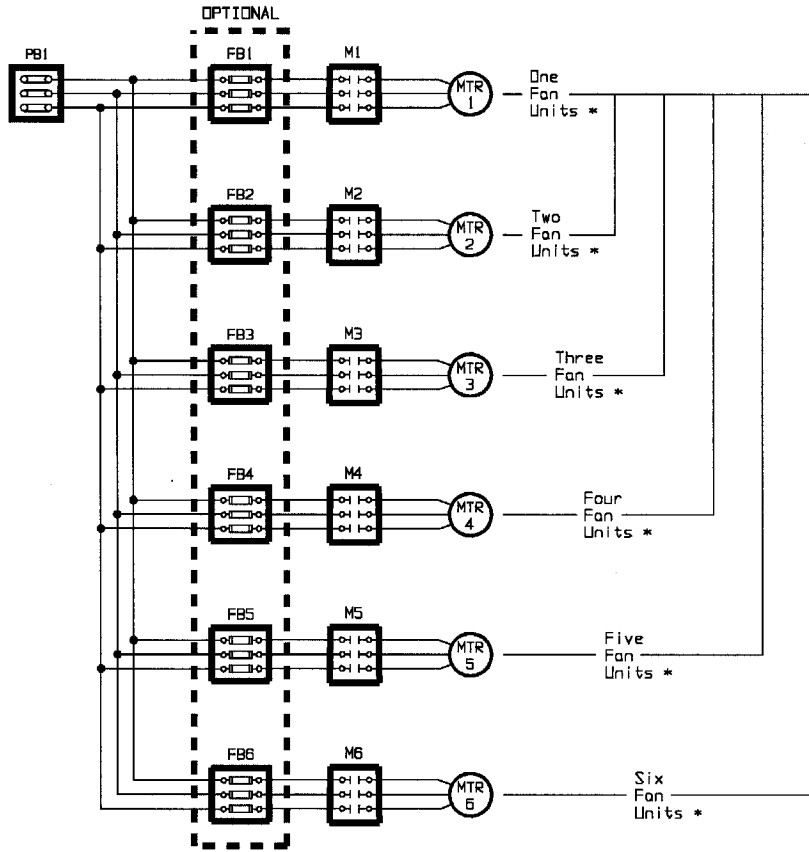 OPTIONAL
PB1
FB1
M1
MTR
1
One
Fan
Units *
FB2
M2
MTR
2
Two
Fan
Units *
FB3
M3
MTR
3
Three
Fan
Units *
FB4
M4
MTR
4
Four
Fan
Units *
FB5
M5
MTR
5
Five
Fan
Units *
FB6
M6
MTR
6
Six
Fan
Units *